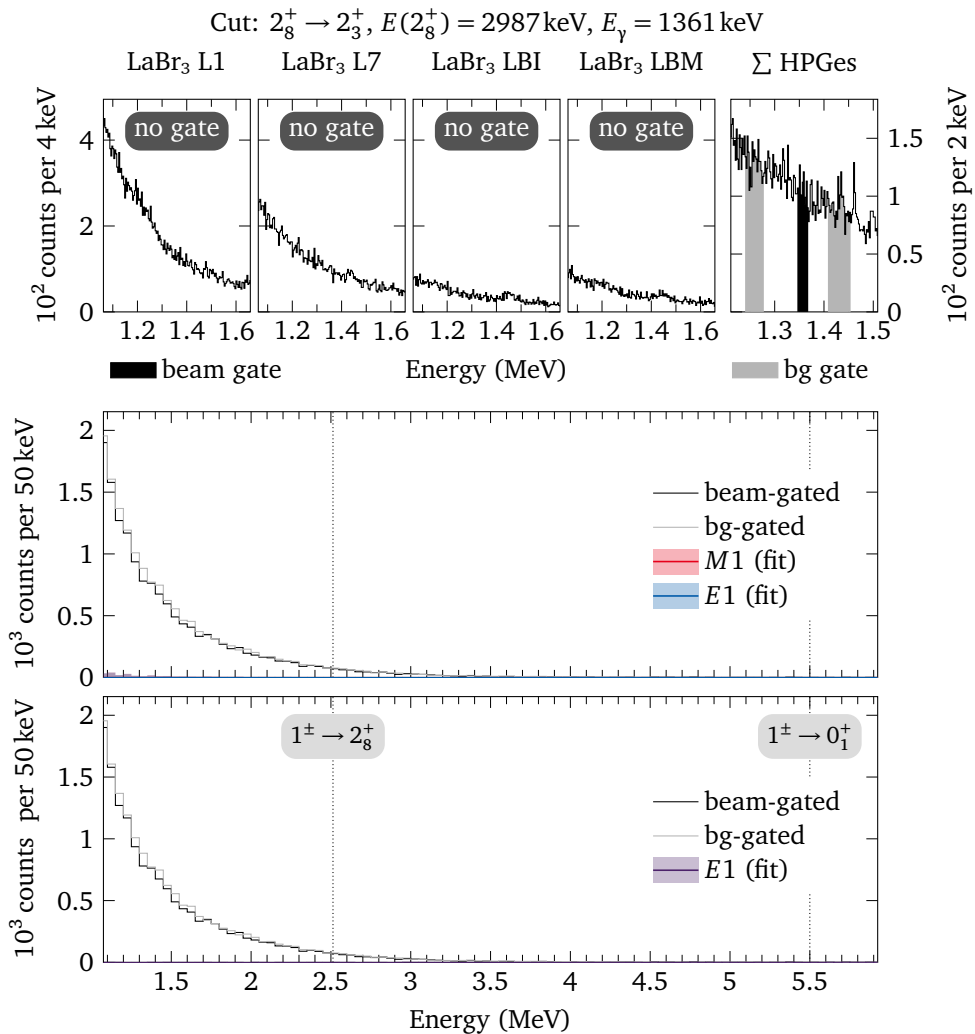 Cut: 2₈⁺ → 2₃⁺, E(2₈⁺) = 2987 keV, Eᵧ = 1361 keV
LaBr₃ L1 LaBr₃ L7 LaBr₃ LBI LaBr₃ LBM ∑ HPGes
no gate no gate no gate no gate
10² counts per 4 keV
4
2
0
1.5
1
0.5
0
10² counts per 2 keV
1.2 1.4 1.6 1.2 1.4 1.6 1.2 1.4 1.6 1.2 1.4 1.6 1.3 1.4 1.5
beam gate Energy (MeV) bg gate
10³ counts per 50 keV
2
1.5
1
0.5
0
beam-gated
bg-gated
M1 (fit)
E1 (fit)
10³ counts per 50 keV
2
1.5
1
0.5
0
1± → 2₈⁺ 1± → 0₁⁺
beam-gated
bg-gated
E1 (fit)
1.5 2 2.5 3 3.5 4 4.5 5 5.5
Energy (MeV)